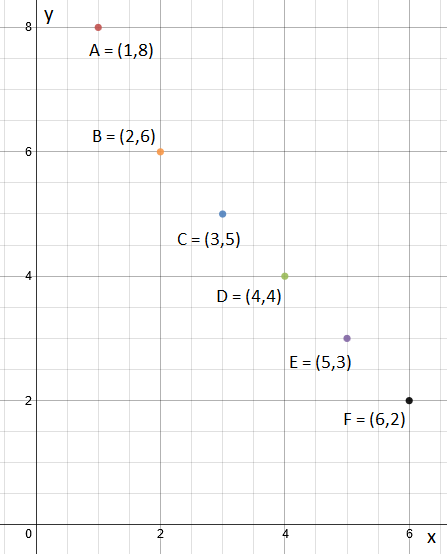 y
8
A = (1,8)
B = (2,6)
6
C = (3,5)
4
D = (4,4)
E = (5,3)
2
F = (6,2)
0 2 4 6 x